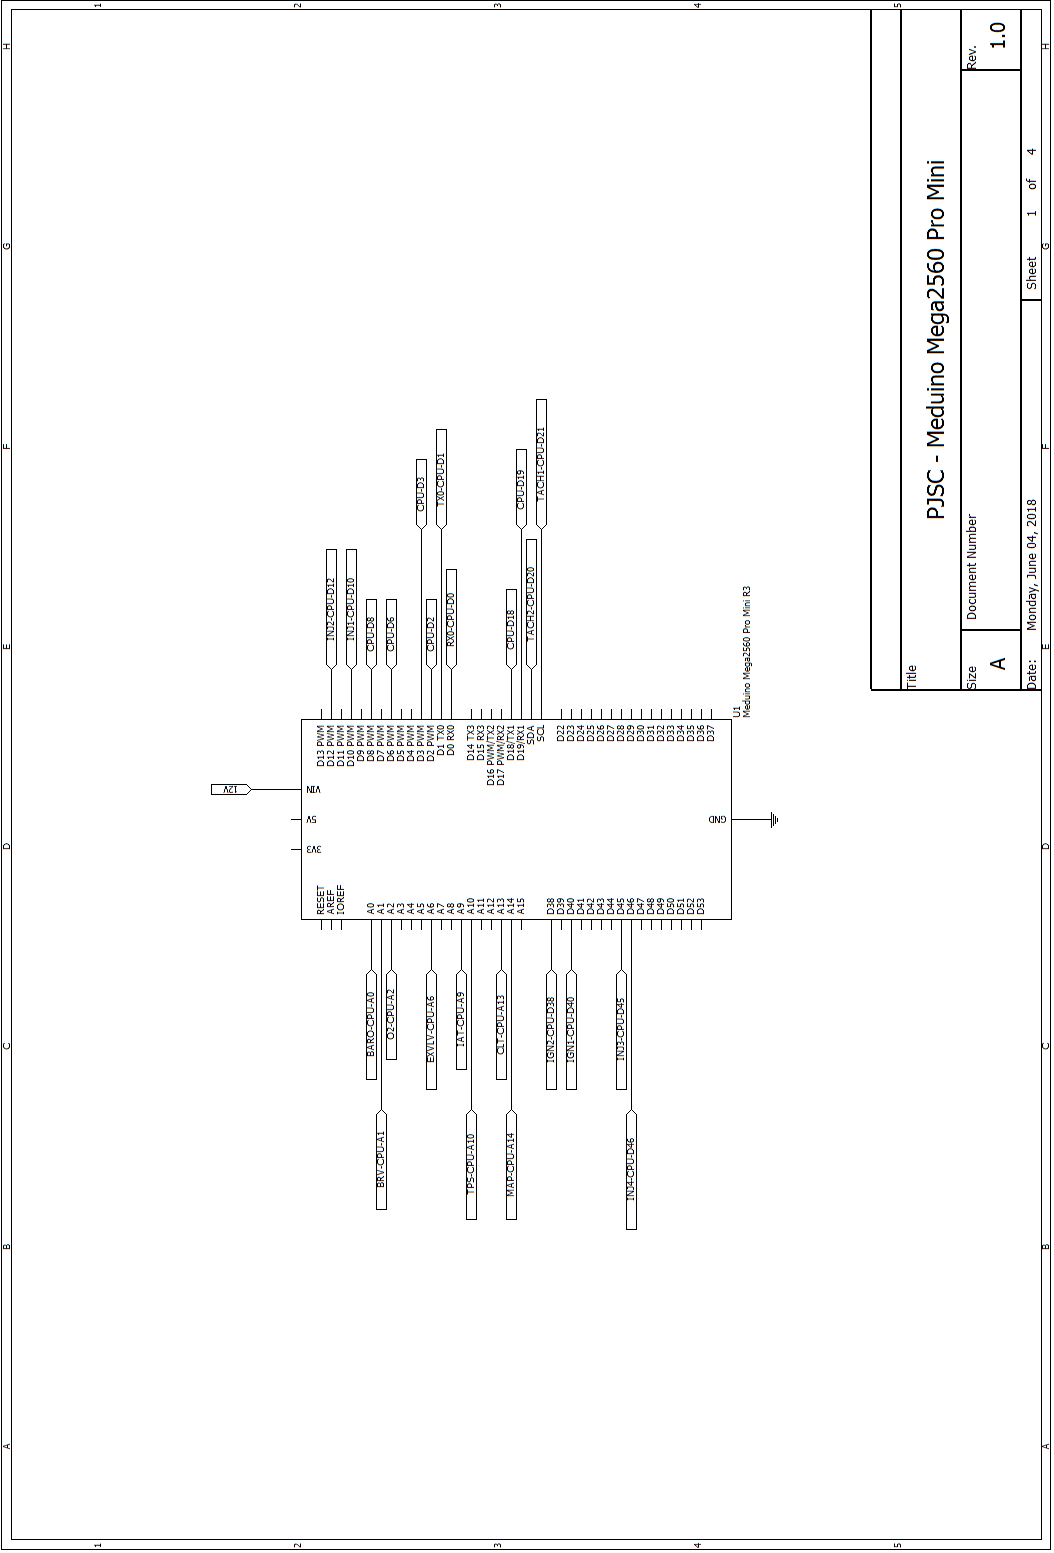 1
2
3
4
5
1
2
3
4
5
A
B
C
D
E
F
G
H
A
B
C
D
E
F
G
H
12V
VIN
5V
3V3
GND
RESET
AREF
IOREF
A0
A1
A2
A3
A4
A5
A6
A7
A8
A9
A10
A11
A12
A13
A14
A15
D38
D39
D40
D41
D42
D43
D44
D45
D46
D47
D48
D49
D50
D51
D52
D53
D13 PWM
D12 PWM
D11 PWM
D10 PWM
D9 PWM
D8 PWM
D7 PWM
D6 PWM
D5 PWM
D4 PWM
D3 PWM
D2 PWM
D1 TX0
D0 RX0
D14 TX3
D15 RX3
D16 PWM/TX2
D17 PWM/RX2
D18/TX1
D19/RX1
SDA
SCL
D22
D23
D24
D25
D26
D27
D28
D29
D30
D31
D32
D33
D34
D35
D36
D37
BARO-CPU-A0
BRV-CPU-A1
O2-CPU-A2
EXVLV-CPU-A6
IAT-CPU-A9
TPS-CPU-A10
CLT-CPU-A13
MAP-CPU-A14
IGN2-CPU-D38
IGN1-CPU-D40
INJ3-CPU-D45
INJ4-CPU-D46
INJ2-CPU-D12
INJ1-CPU-D10
CPU-D8
CPU-D6
CPU-D3
CPU-D2
TX0-CPU-D1
RX0-CPU-D0
CPU-D18
CPU-D19
TACH2-CPU-D20
TACH1-CPU-D21
U1
Meduino Mega2560 Pro Mini R3
Title
PJSC - Meduino Mega2560 Pro Mini
Size
A
Document Number
Rev.
1.0
Date: Monday, June 04, 2018
Sheet 1 of 4